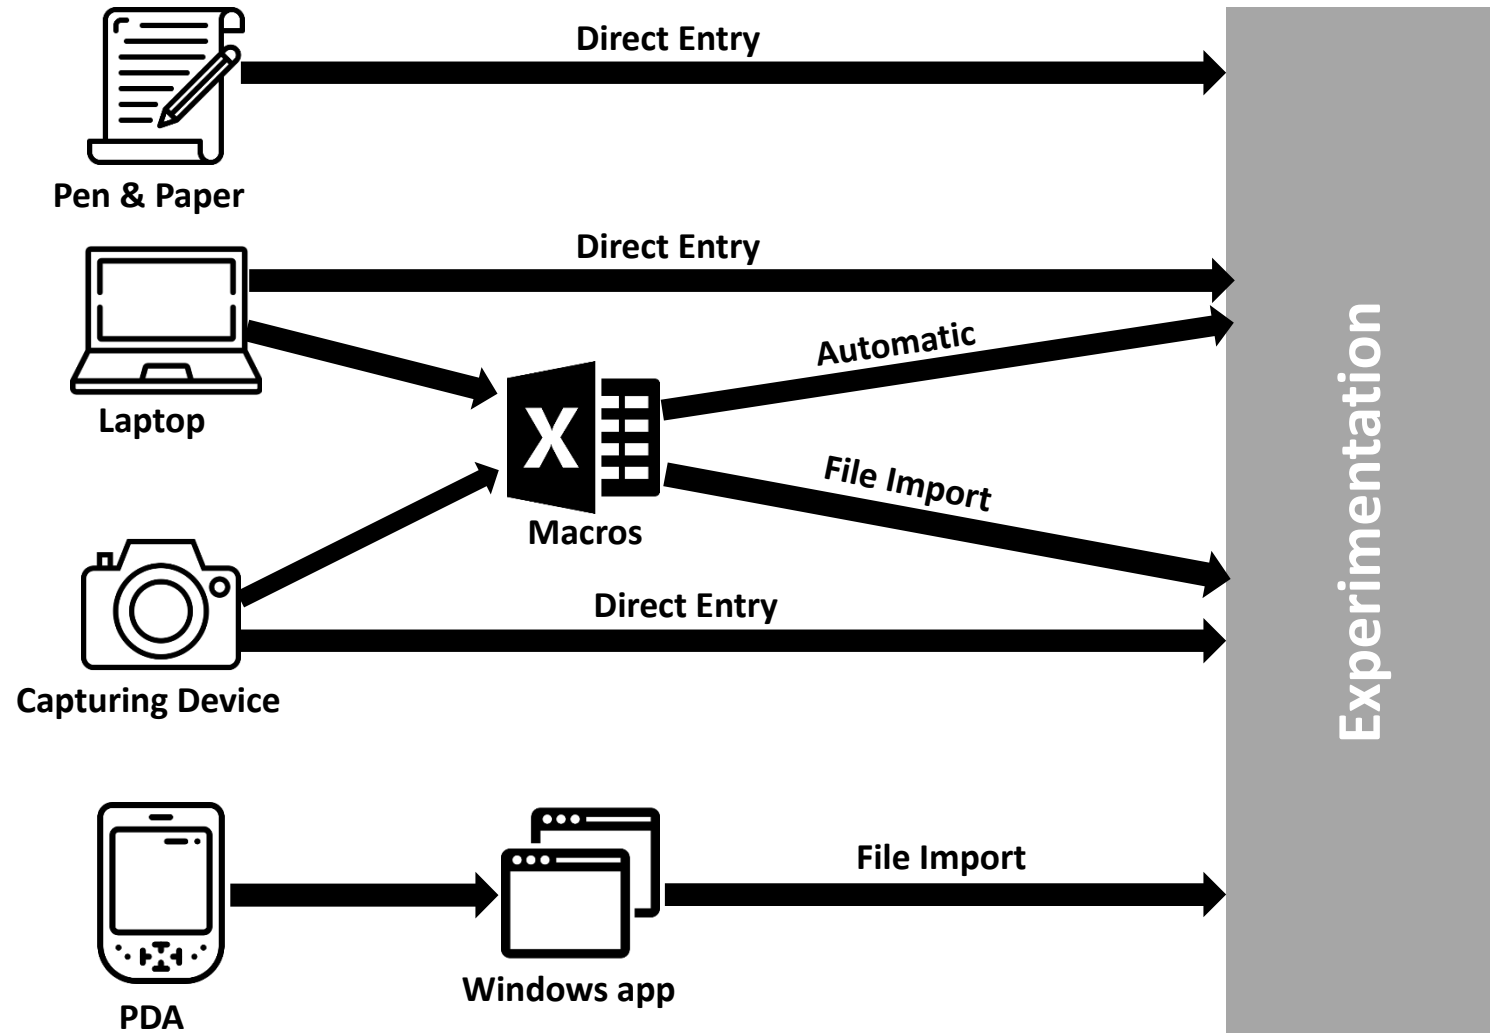 Direct Entry
Pen & Paper
Direct Entry
Automatic
Laptop
X
File Import
Macros
Direct Entry
Capturing Device
Experimentation
File Import
Windows app
PDA